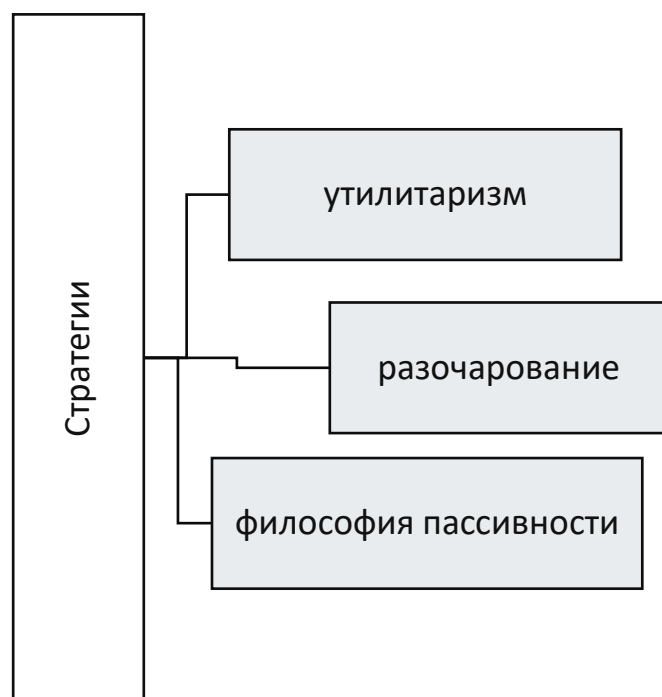 Стратегии
утилитаризм
разочарование
философия пассивности